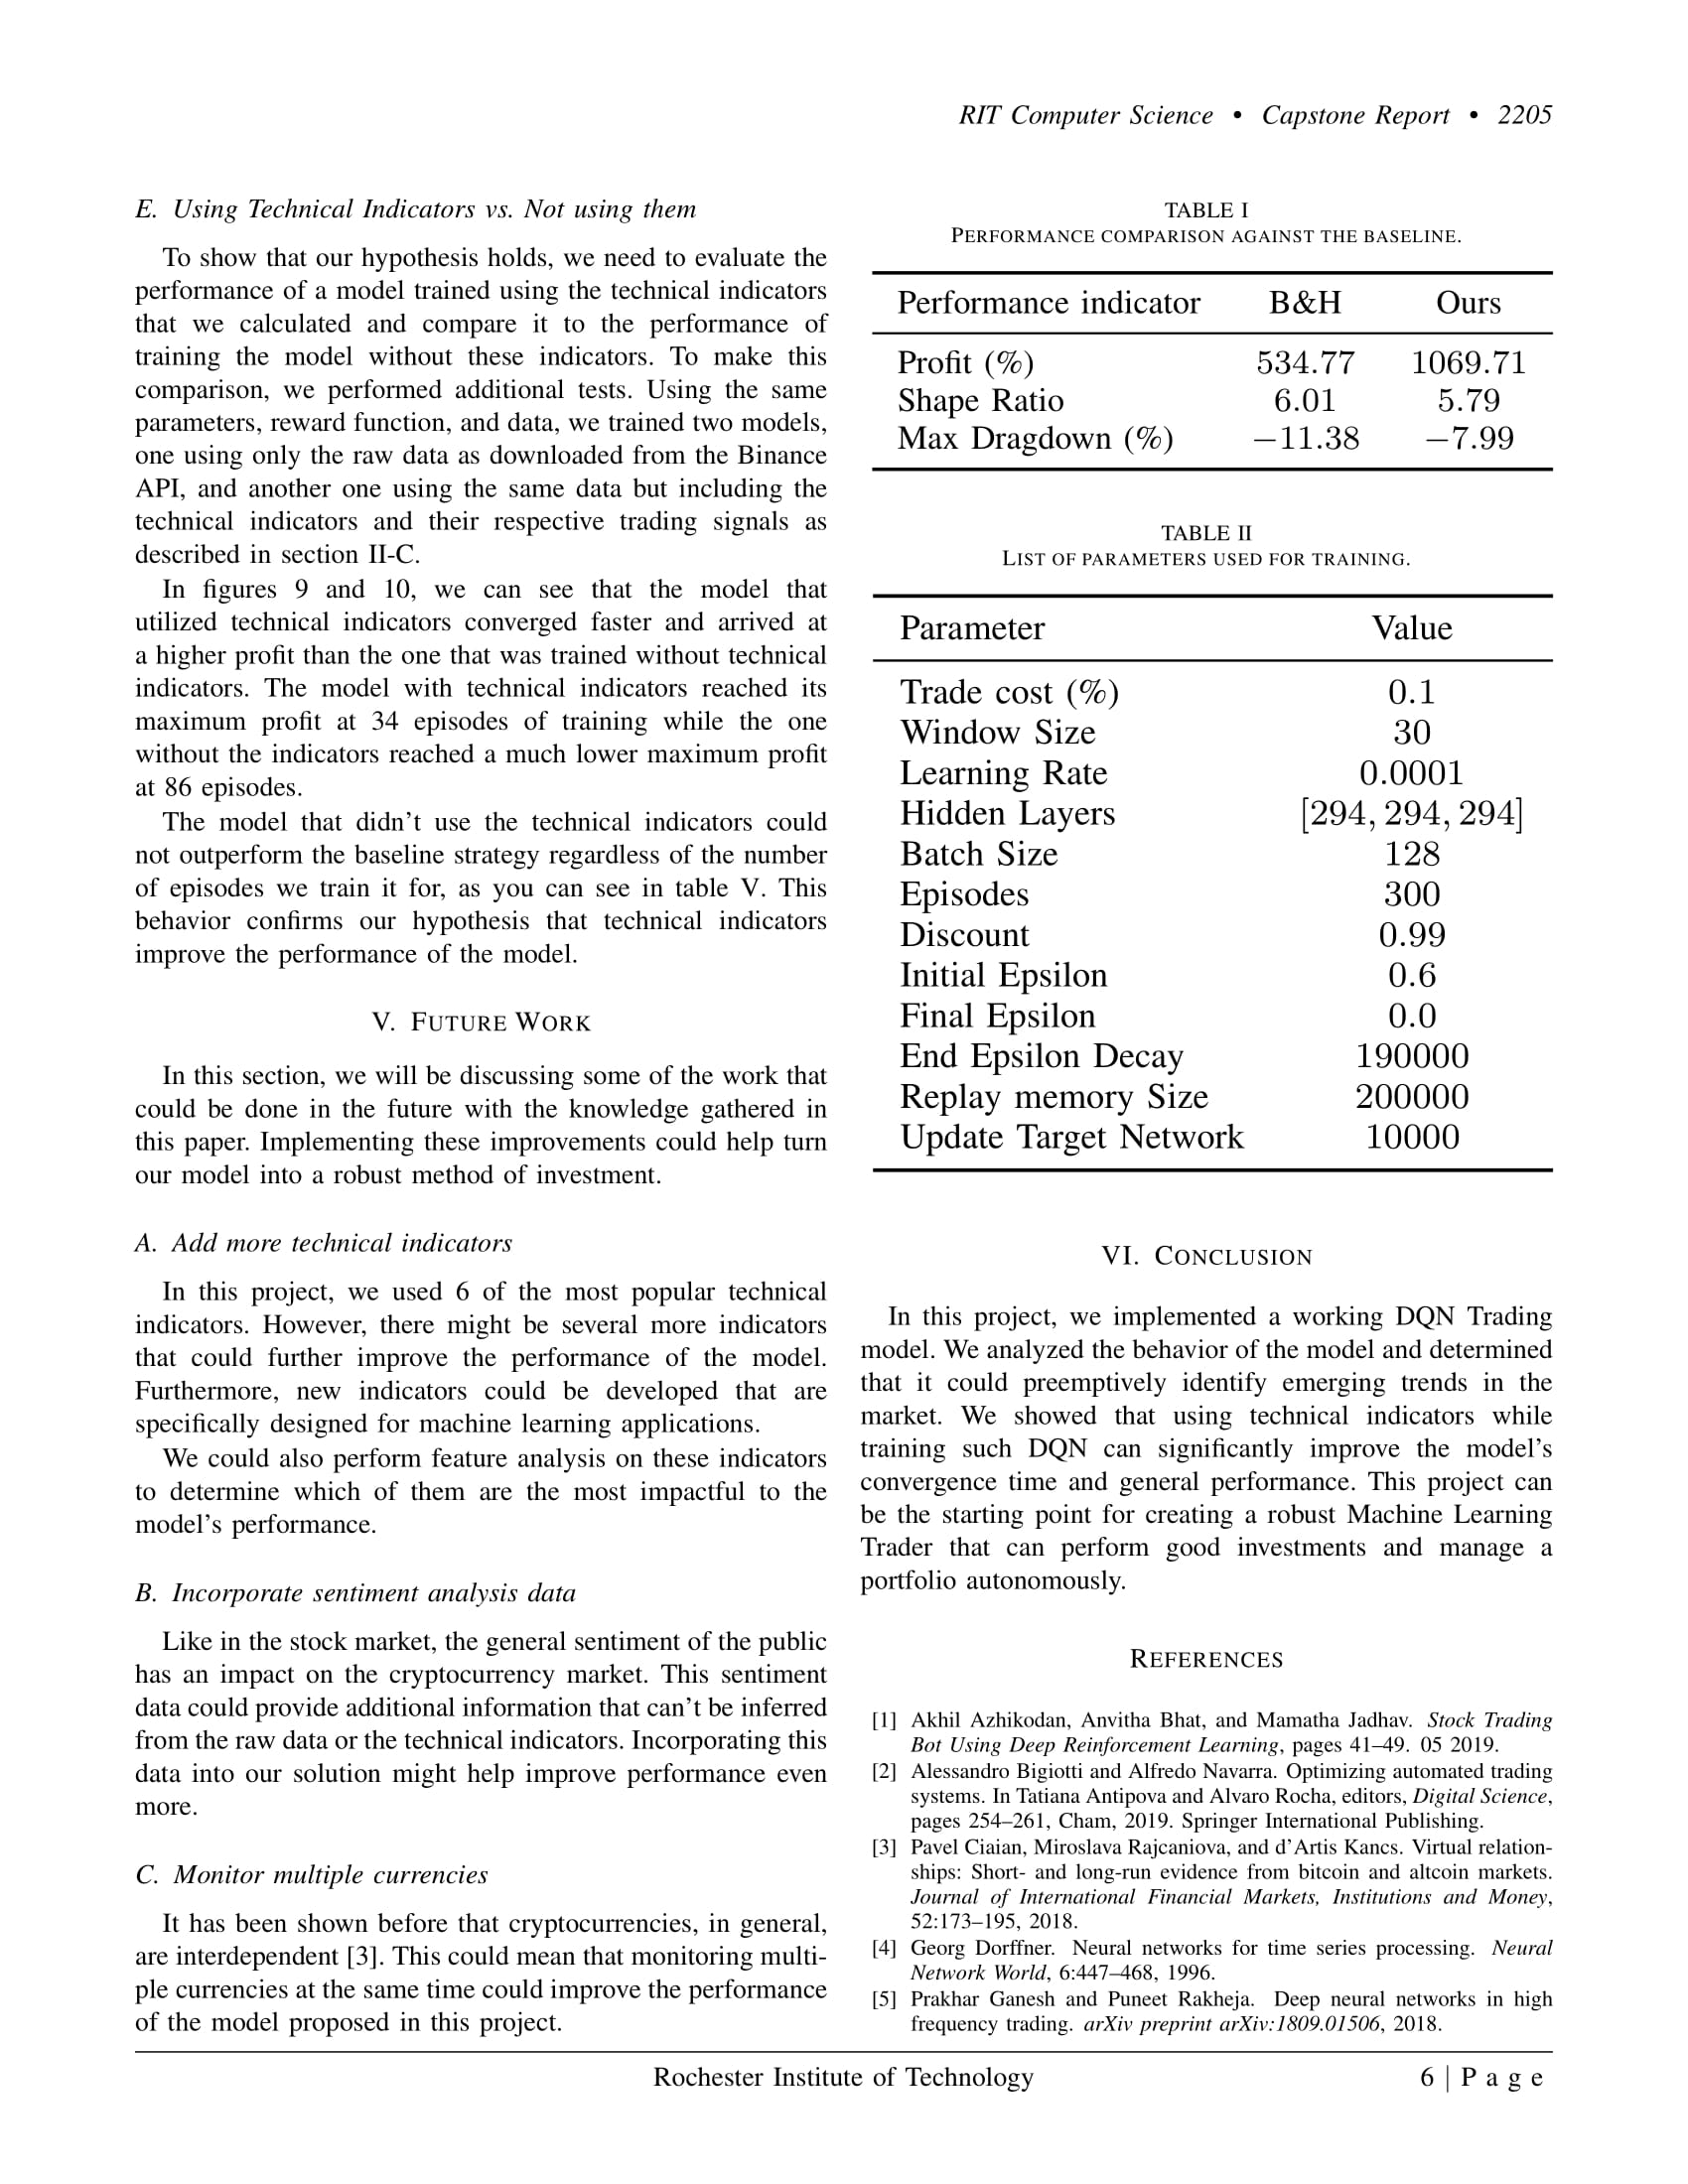 RIT Computer Science • Capstone Report • 2205
E. Using Technical Indicators vs. Not using them
To show that our hypothesis holds, we need to evaluate the
performance of a model trained using the technical indicators
that we calculated and compare it to the performance of
training the model without these indicators. To make this
comparison, we performed additional tests. Using the same
parameters, reward function, and data, we trained two models,
one using only the raw data as downloaded from the Binance
API, and another one using the same data but including the
technical indicators and their respective trading signals as
described in section II-C.
In figures 9 and 10, we can see that the model that
utilized technical indicators converged faster and arrived at
a higher profit than the one that was trained without technical
indicators. The model with technical indicators reached its
maximum profit at 34 episodes of training while the one
without the indicators reached a much lower maximum profit
at 86 episodes.
The model that didn't use the technical indicators could
not outperform the baseline strategy regardless of the number
of episodes we train it for, as you can see in table V. This
behavior confirms our hypothesis that technical indicators
improve the performance of the model.
V. FUTURE WORK
In this section, we will be discussing some of the work that
could be done in the future with the knowledge gathered in
this paper. Implementing these improvements could help turn
our model into a robust method of investment.
A. Add more technical indicators
In this project, we used 6 of the most popular technical
indicators. However, there might be several more indicators
that could further improve the performance of the model.
Furthermore, new indicators could be developed that are
specifically designed for machine learning applications.
We could also perform feature analysis on these indicators
to determine which of them are the most impactful to the
model's performance.
B. Incorporate sentiment analysis data
Like in the stock market, the general sentiment of the public
has an impact on the cryptocurrency market. This sentiment
data could provide additional information that can't be inferred
from the raw data or the technical indicators. Incorporating this
data into our solution might help improve performance even
more.
C. Monitor multiple currencies
It has been shown before that cryptocurrencies, in general,
are interdependent [3]. This could mean that monitoring multi-
ple currencies at the same time could improve the performance
of the model proposed in this project.
TABLE I
PERFORMANCE COMPARISON AGAINST THE BASELINE.
Performance indicator B&H Ours
Profit (%) 534.77 1069.71
Shape Ratio 6.01 5.79
Max Dragdown (%) −11.38 −7.99
TABLE II
LIST OF PARAMETERS USED FOR TRAINING.
Parameter Value
Trade cost (%) 0.1
Window Size 30
Learning Rate 0.0001
Hidden Layers [294, 294, 294]
Batch Size 128
Episodes 300
Discount 0.99
Initial Epsilon 0.6
Final Epsilon 0.0
End Epsilon Decay 190000
Replay memory Size 200000
Update Target Network 10000
VI. CONCLUSION
In this project, we implemented a working DQN Trading
model. We analyzed the behavior of the model and determined
that it could preemptively identify emerging trends in the
market. We showed that using technical indicators while
training such DQN can significantly improve the model's
convergence time and general performance. This project can
be the starting point for creating a robust Machine Learning
Trader that can perform good investments and manage a
portfolio autonomously.
REFERENCES
[1] Akhil Azhikodan, Anvitha Bhat, and Mamatha Jadhav. Stock Trading
Bot Using Deep Reinforcement Learning, pages 41–49. 05 2019.
[2] Alessandro Bigiotti and Alfredo Navarra. Optimizing automated trading
systems. In Tatiana Antipova and Alvaro Rocha, editors, Digital Science,
pages 254–261, Cham, 2019. Springer International Publishing.
[3] Pavel Ciaian, Miroslava Rajcaniova, and d'Artis Kancs. Virtual relation-
ships: Short- and long-run evidence from bitcoin and altcoin markets.
Journal of International Financial Markets, Institutions and Money,
52:173–195, 2018.
[4] Georg Dorffner. Neural networks for time series processing. Neural
Network World, 6:447–468, 1996.
[5] Prakhar Ganesh and Puneet Rakheja. Deep neural networks in high
frequency trading. arXiv preprint arXiv:1809.01506, 2018.
Rochester Institute of Technology 6 | P a g e